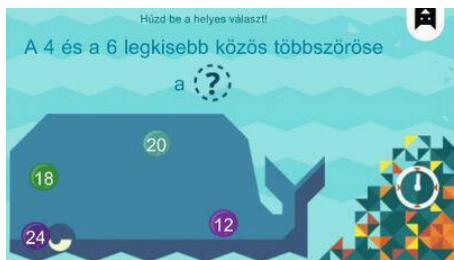 Húzd be a helyes választ!
A 4 és a 6 legkisebb közös többszöröse
a ?
20
18
12
24